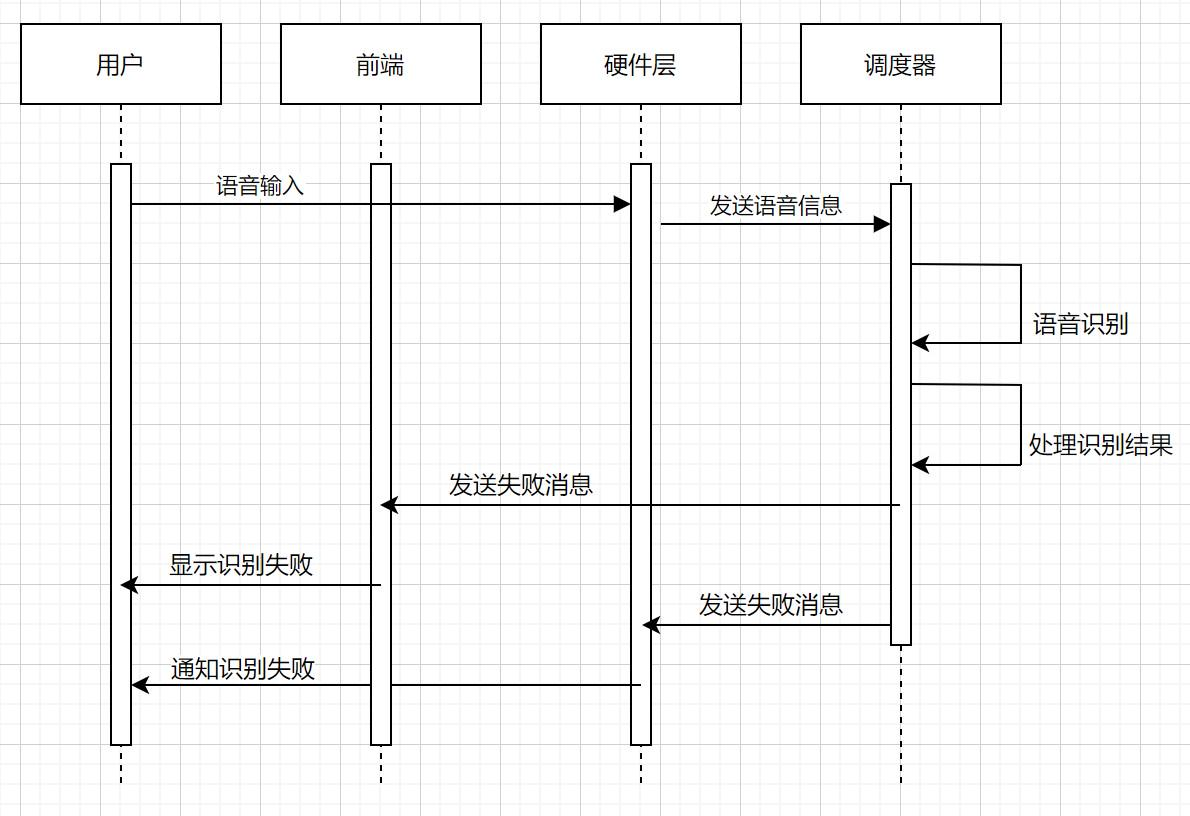 用户
前端
硬件层
调度器
语音输入
发送语音信息
语音识别
处理识别结果
发送失败消息
显示识别失败
发送失败消息
通知识别失败